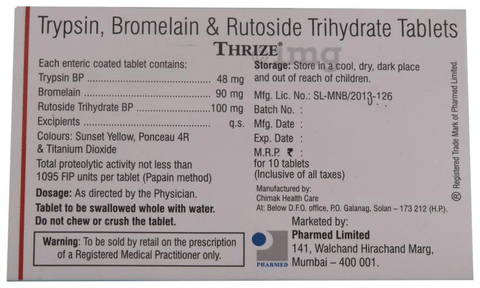 Trypsin, Bromelain & Rutoside Trihydrate Tablets
THRIZE®
Each enteric coated tablet contains:
Trypsin BP 48 mg
Bromelain 90 mg
Rutoside Trihydrate BP 100 mg
Excipients q.s.
Colours: Sunset Yellow, Ponceau 4R
& Titanium Dioxide
Total proteolytic activity not less than
1095 FIP units per tablet (Papain method)
Dosage: As directed by the Physician.
Tablet to be swallowed whole with water.
Do not chew or crush the tablet.
Warning: To be sold by retail on the prescription
of a Registered Medical Practitioner only.
Storage: Store in a cool, dry, dark place
and out of reach of children.
Mfg. Lic. No.: SL-MNB/2013-126
Batch No. :
Mfg. Date :
Exp. Date :
M.R.P. ₹ :
for 10 tablets
(Inclusive of all taxes)
Manufactured by:
Chimak Health Care
At: Below D.F.O. office, P.O. Galanag, Solan – 173 212 (H.P.).
PHARMED
Marketed by:
Pharmed Limited
141, Walchand Hirachand Marg,
Mumbai – 400 001.
® Registered Trade Mark of Pharmed Limited.